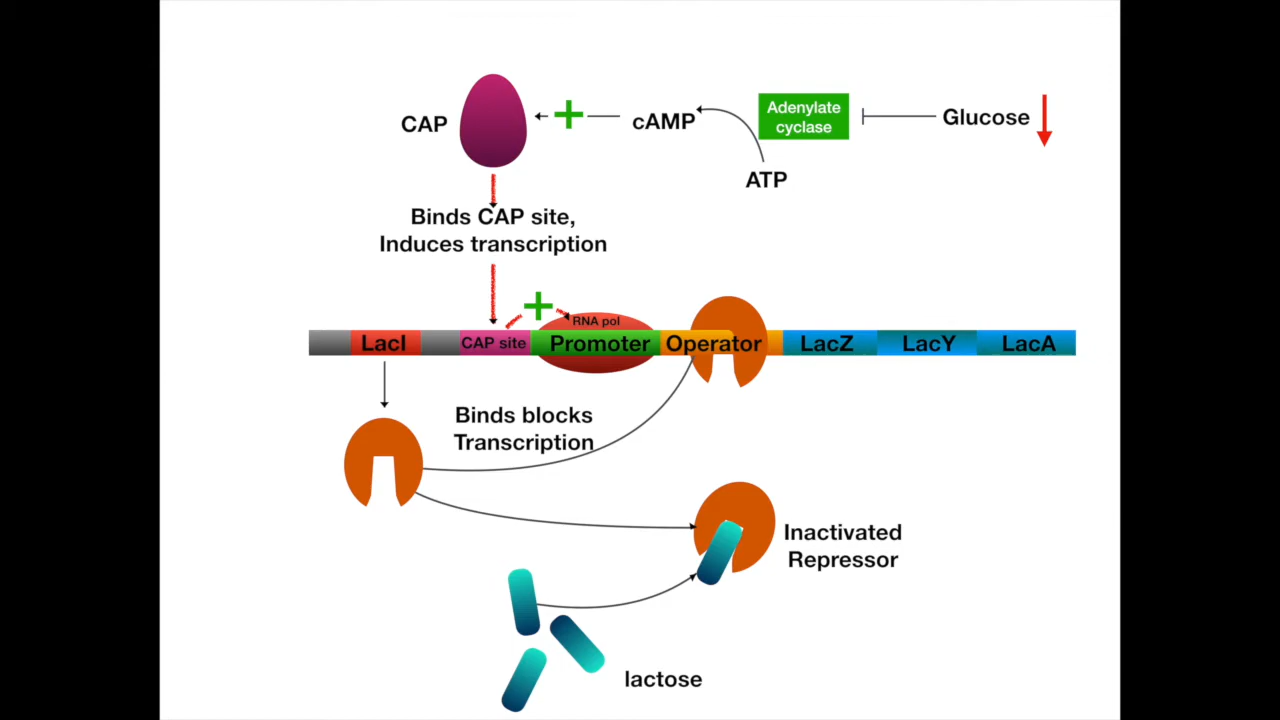 CAP
cAMP
Adenylate
cyclase
Glucose
ATP
Binds CAP site,
Induces transcription
RNA pol
LacI
CAP site
Promoter
Operator
LacZ
LacY
LacA
Binds blocks
Transcription
Inactivated
Repressor
lactose